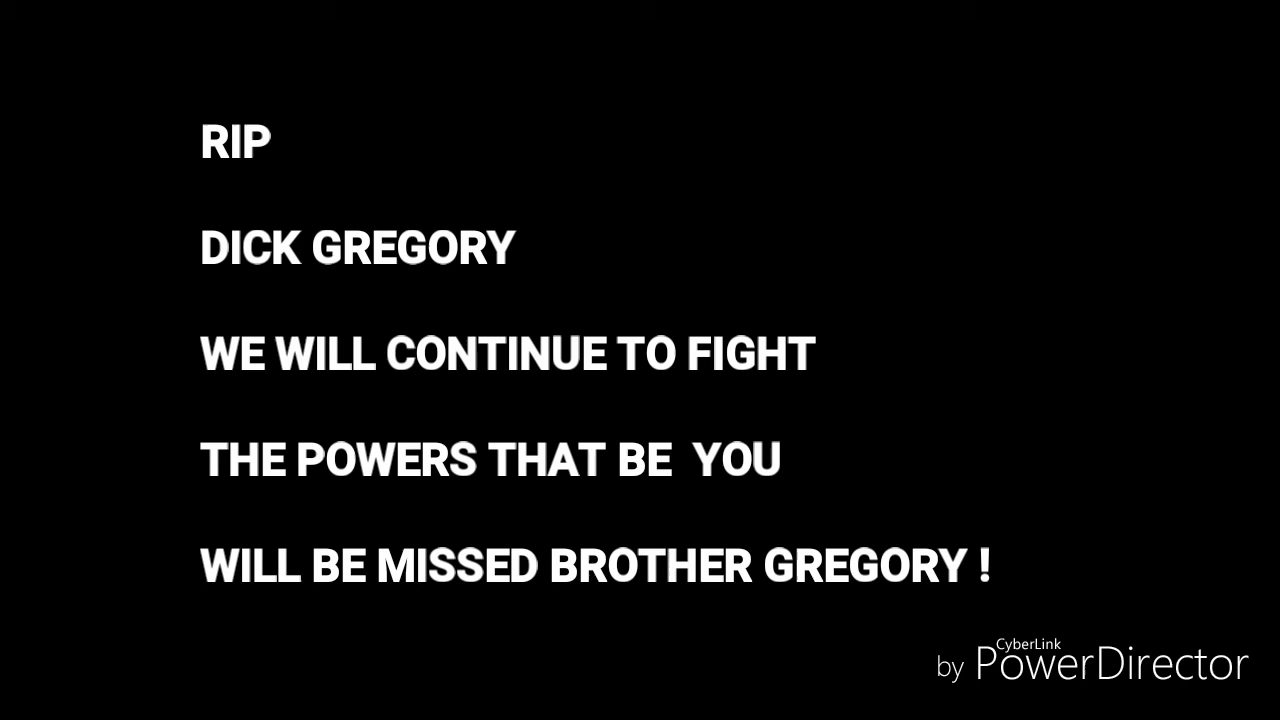 RIP
DICK GREGORY
WE WILL CONTINUE TO FIGHT
THE POWERS THAT BE  YOU
WILL BE MISSED BROTHER GREGORY !
CyberLink
by PowerDirector